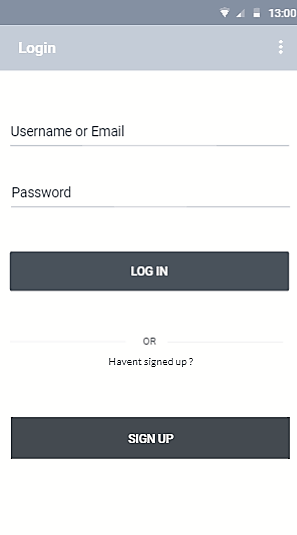 13:00
Login
Username or Email
Password
LOG IN
OR
Havent signed up ?
SIGN UP